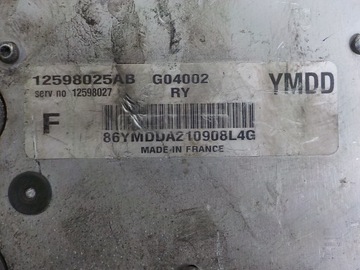 12598025AB G04002 YMDD
serv no 12598027 RY
F
86YMDDA210908L4G
MADE IN FRANCE